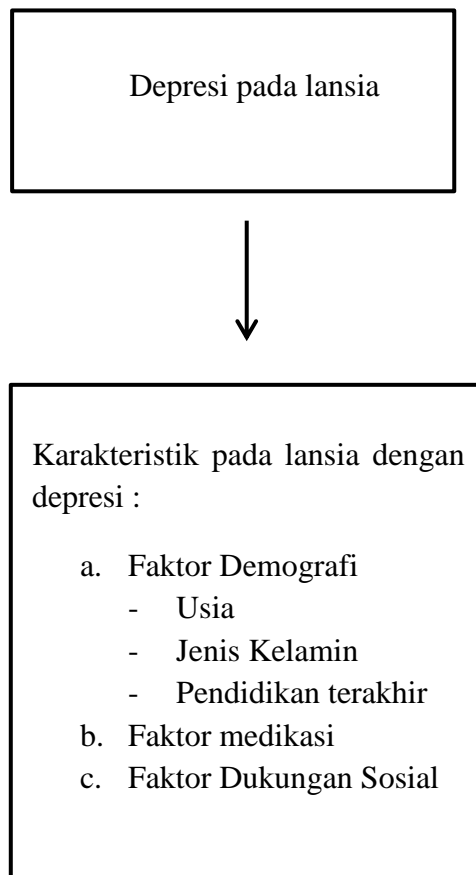 Depresi pada lansia
Karakteristik pada lansia dengan
depresi :
a. Faktor Demografi
- Usia
- Jenis Kelamin
- Pendidikan terakhir
b. Faktor medikasi
c. Faktor Dukungan Sosial